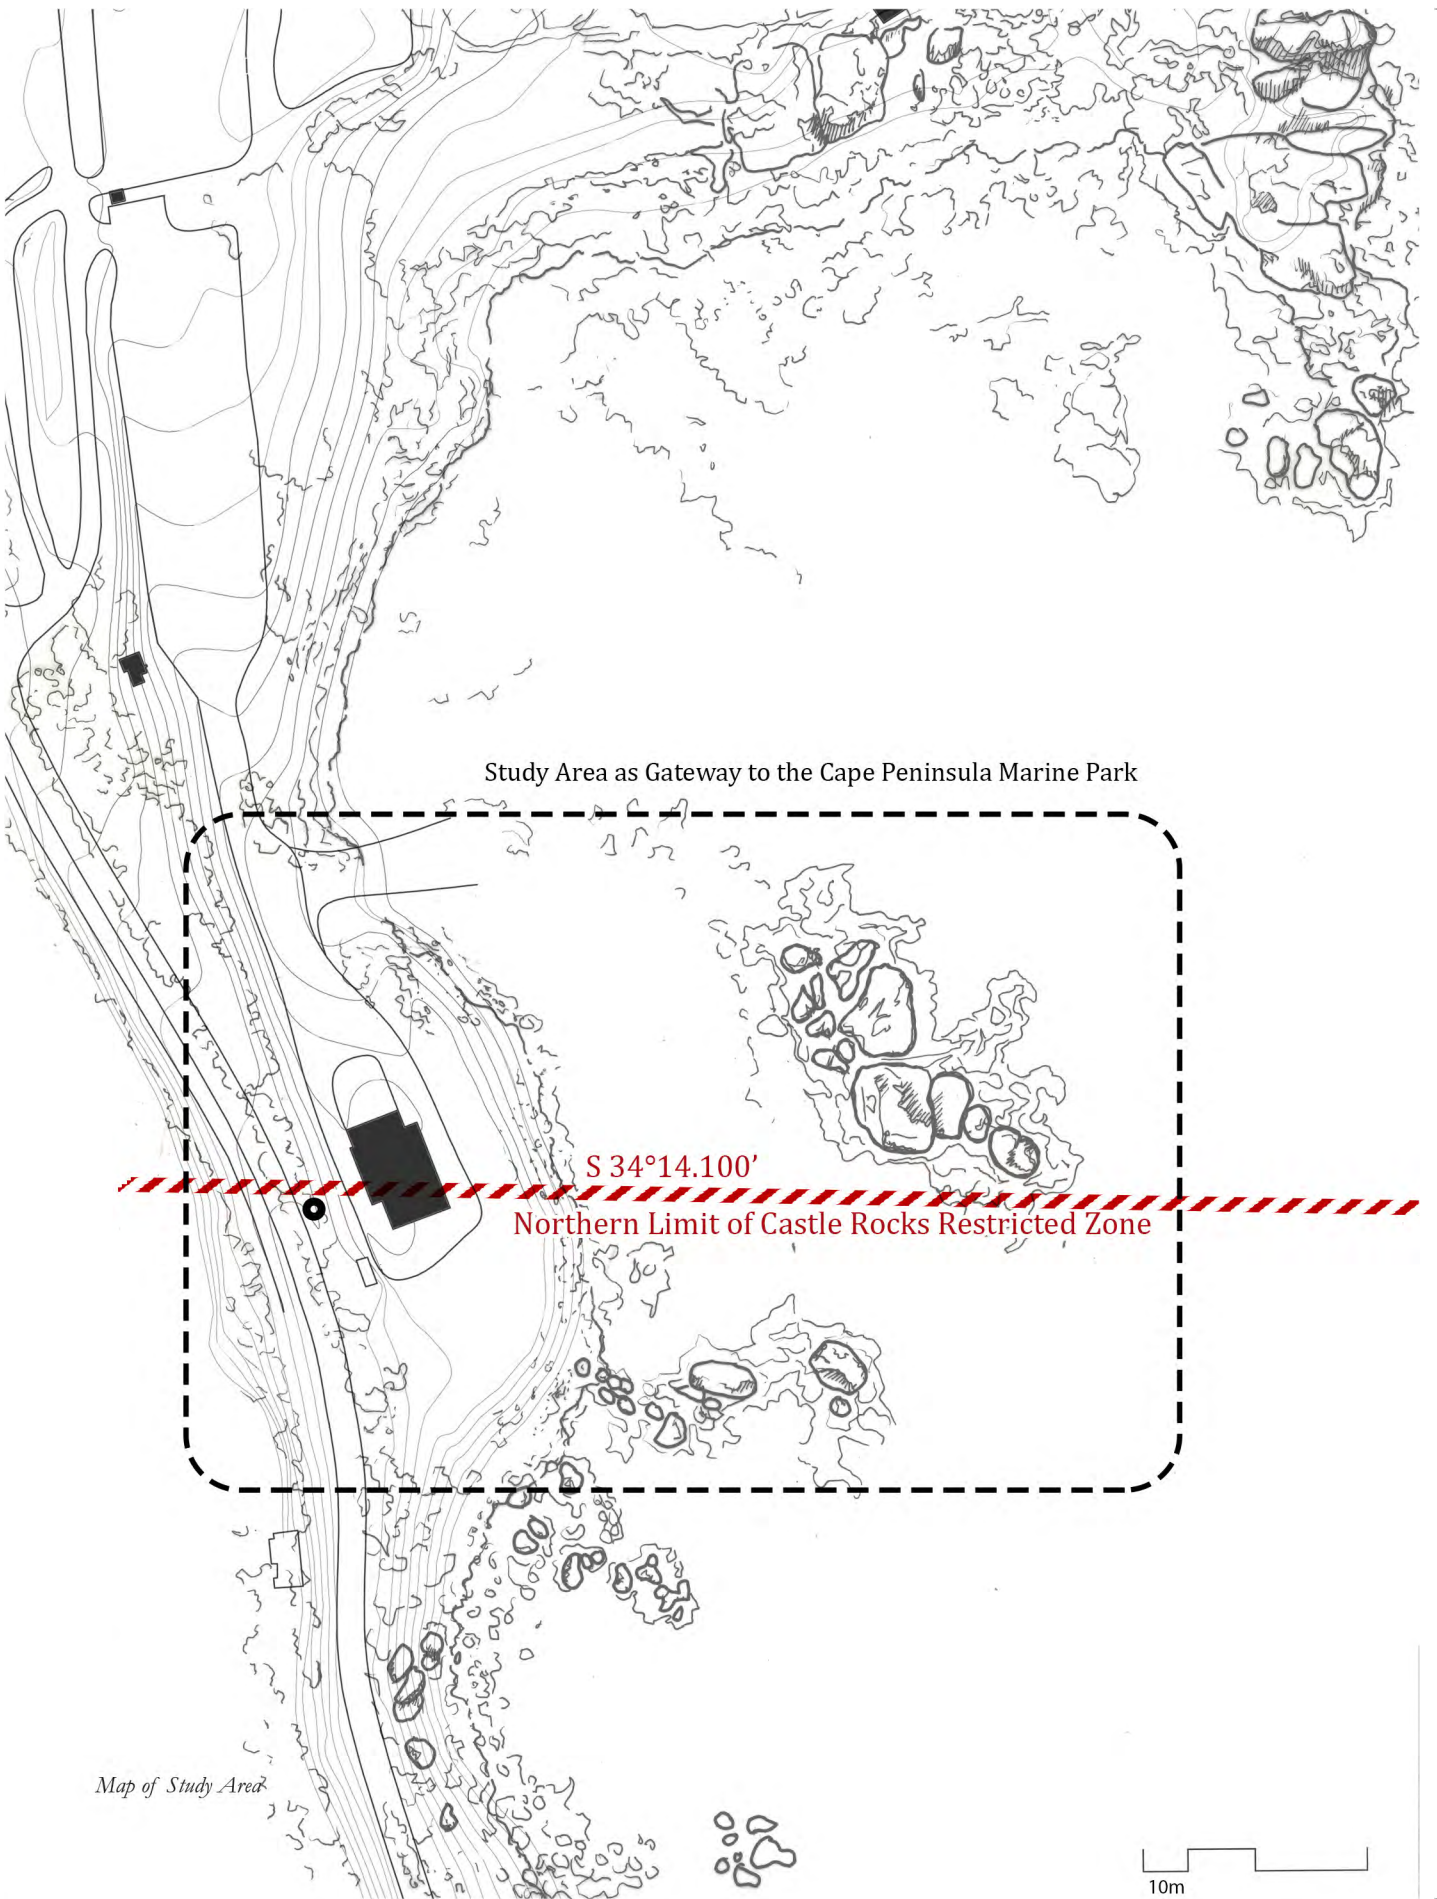 Study Area as Gateway to the Cape Peninsula Marine Park
S 34°14.100’
Northern Limit of Castle Rocks Restricted Zone
Map of Study Area
10m